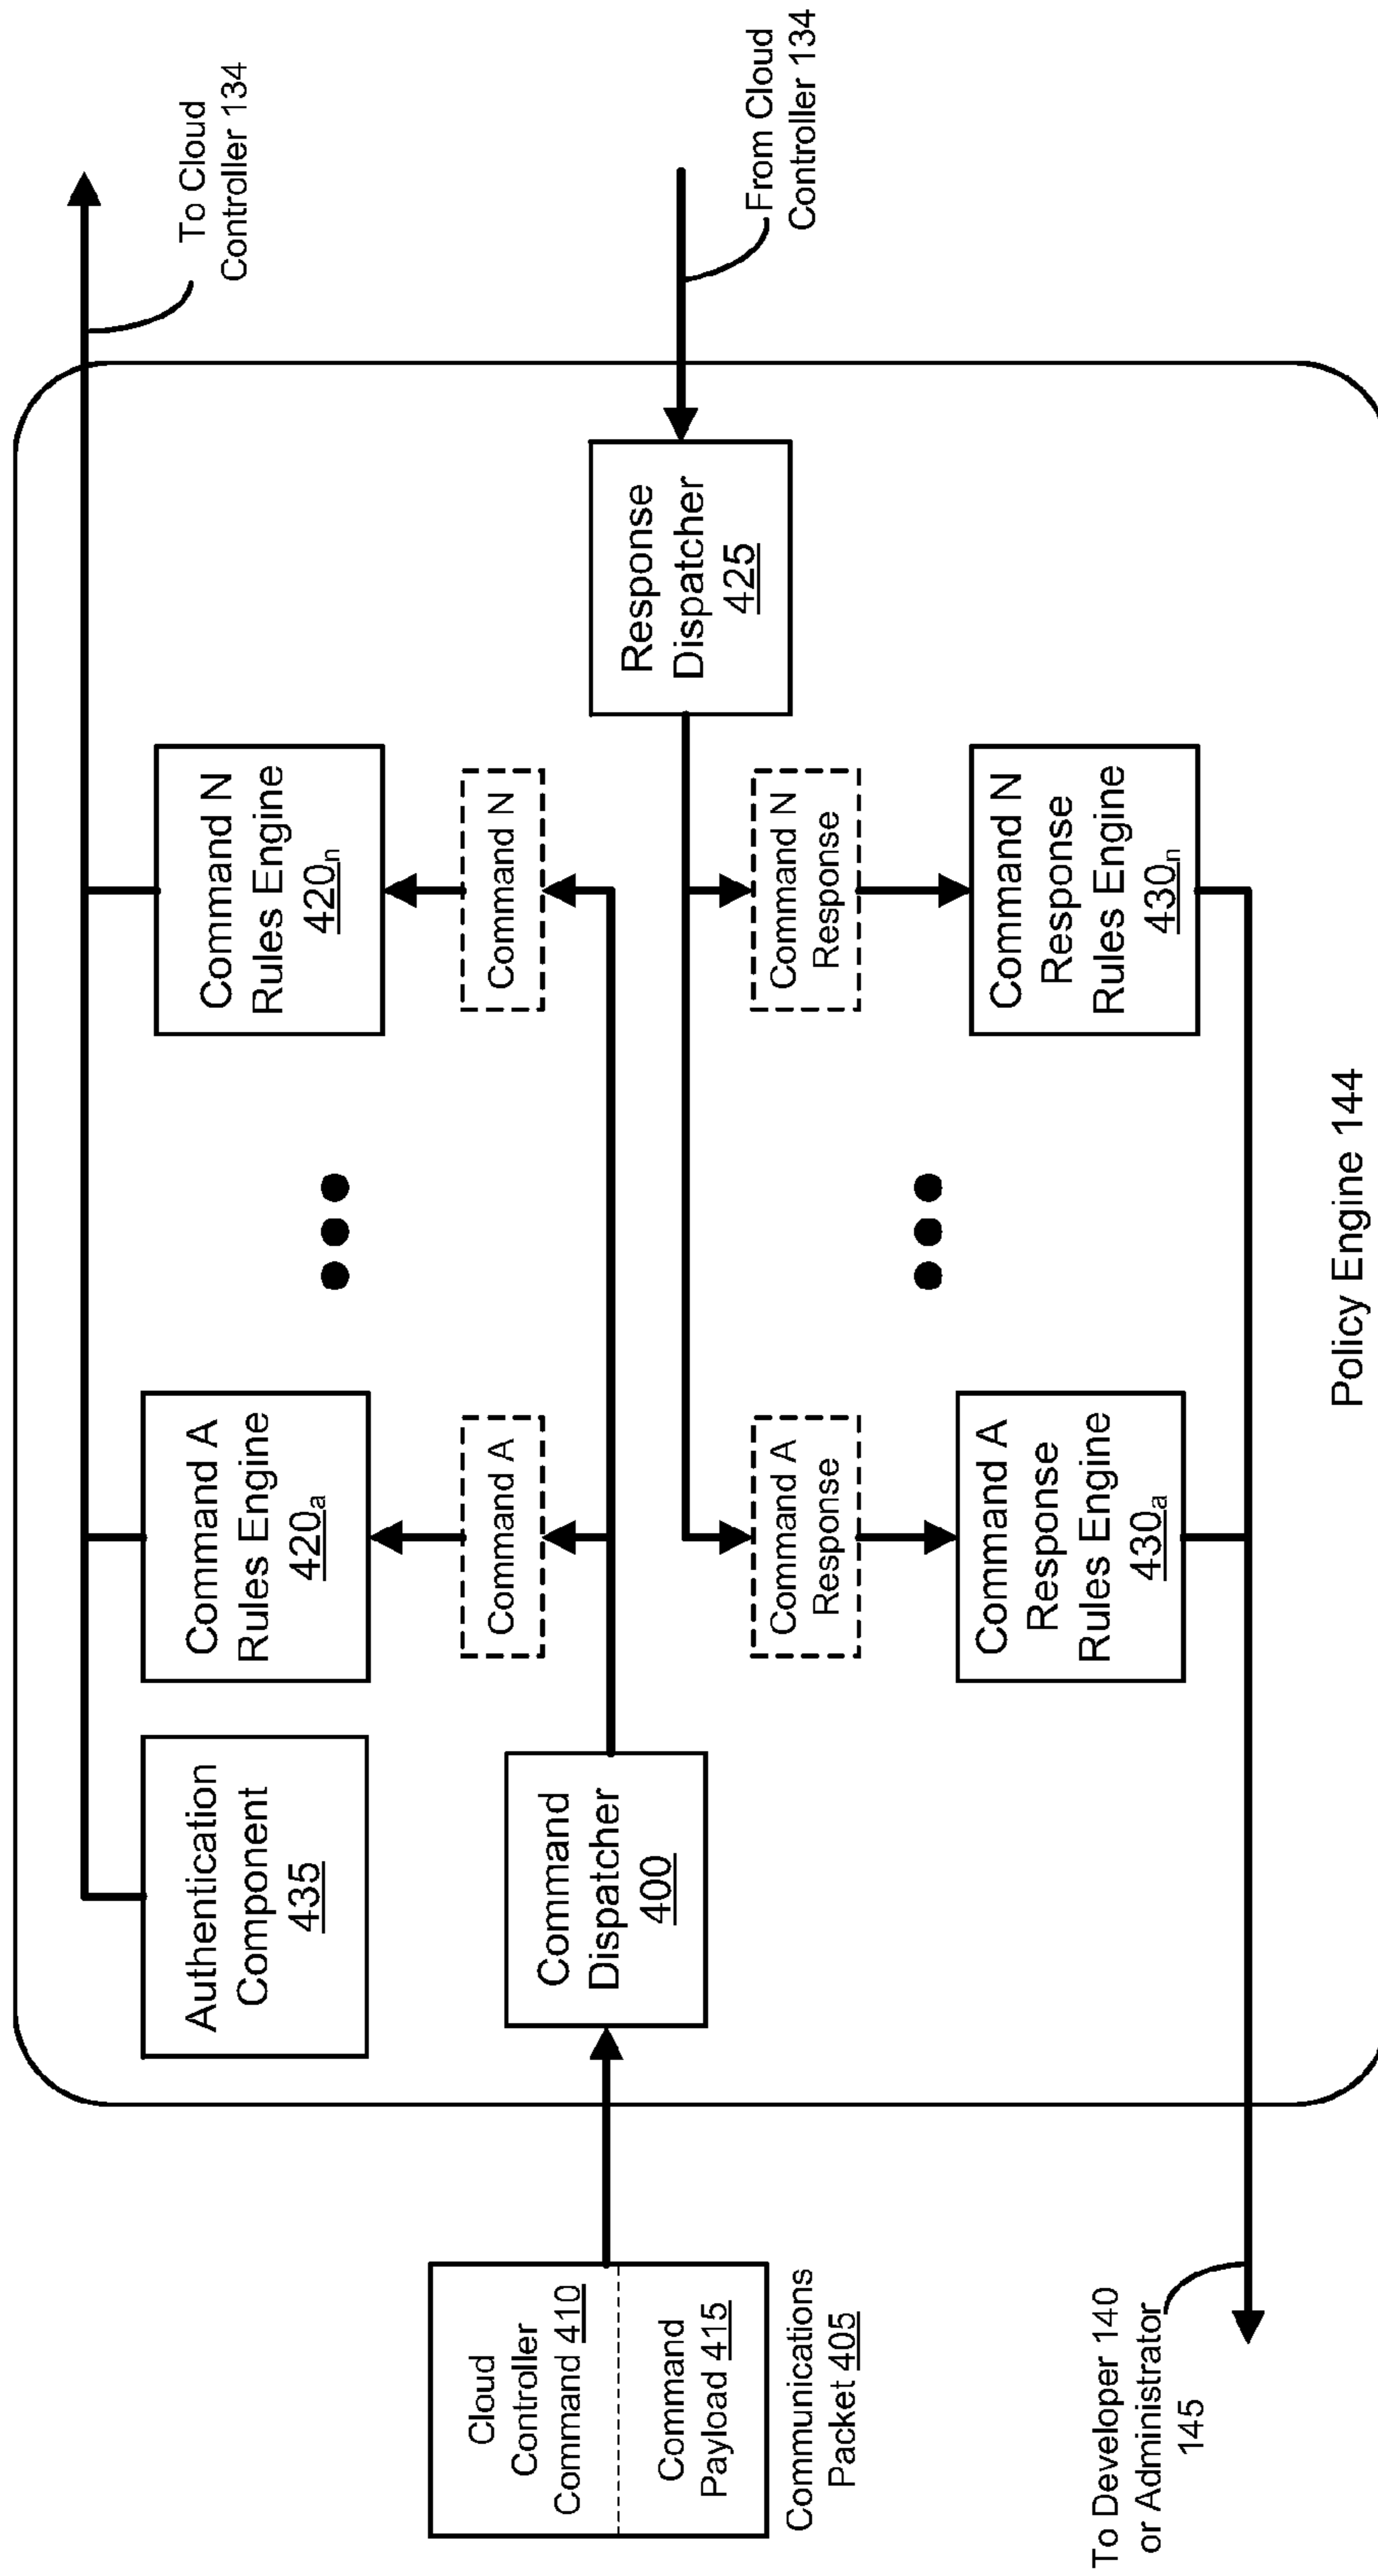 To Cloud
Controller 134
Authentication
Component
435
Command A
Rules Engine
420a
Command N
Rules Engine
420n
Cloud
Controller
Command 410
Command
Payload 415
Communications
Packet 405
Command
Dispatcher
400
Command A
Command N
Response
Dispatcher
425
From Cloud
Controller 134
Command A
Response
Command N
Response
Command A
Response
Rules Engine
430a
Command N
Response
Rules Engine
430n
To Developer 140
or Administrator
145
Policy Engine 144